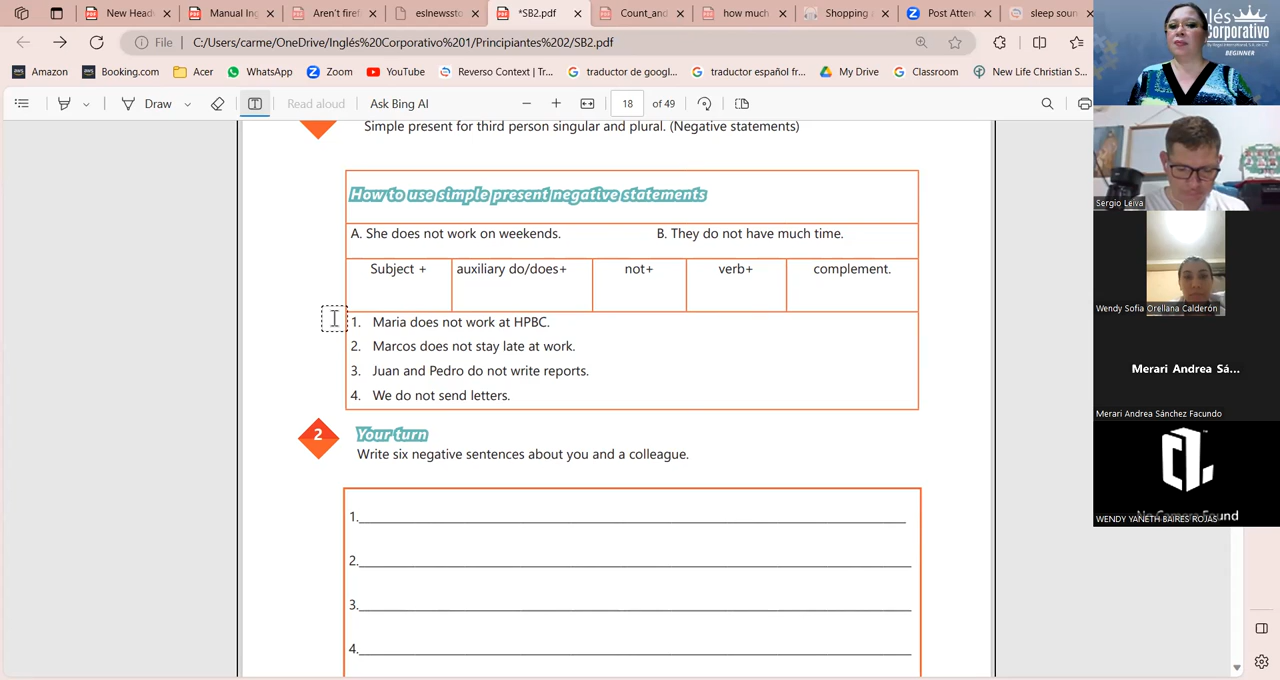 New Head
Manual Ing
Aren't firef
eslnewssto
*SB2.pdf
Count_and
how much
Shopping a
Post Atten
sleep soun
File
C:/Users/carme/OneDrive/Inglés%20Corporativo%201/Principiantes%202/SB2.pdf
Amazon
Booking.com
Acer
WhatsApp
Zoom
YouTube
Reverso Context | Tr...
traductor de googl...
traductor español fr...
My Drive
Classroom
New Life Christian S...
Draw
Read aloud
Ask Bing AI
18 of 49
Simple present for third person singular and plural. (Negative statements)
How to use simple present negative statements
A. She does not work on weekends.
B. They do not have much time.
Subject +
auxiliary do/does+
not+
verb+
complement.
1. Maria does not work at HPBC.
2. Marcos does not stay late at work.
3. Juan and Pedro do not write reports.
4. We do not send letters.
2
Your turn
Write six negative sentences about you and a colleague.
1.
2.
3.
4.
glés
Corporativo
BEGINNER
Sergio Leiva
Wendy Sofia Orellana Calderón
Merari Andrea Sá...
Merari Andrea Sánchez Facundo
No Camera Found
WENDY YANETH BAIRES ROJAS